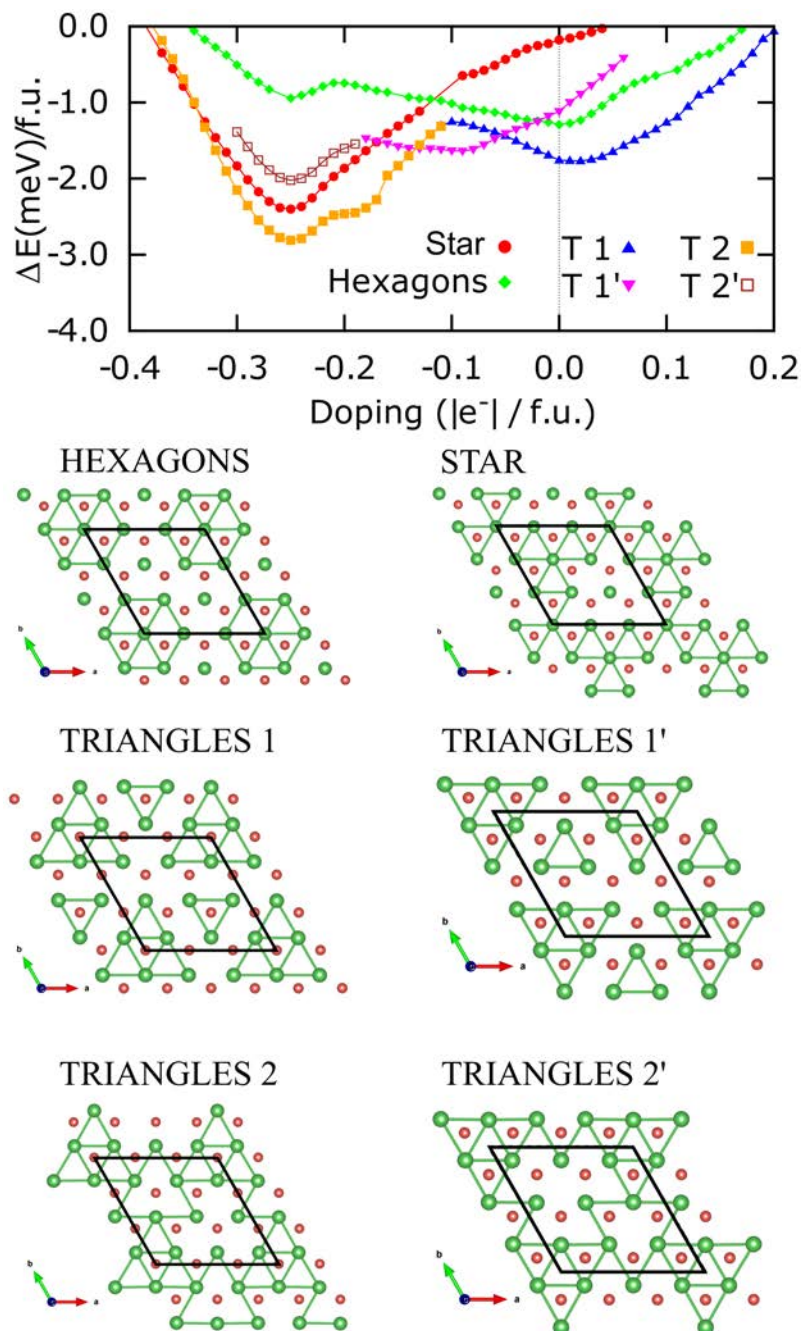 0.0
-1.0
-2.0
-3.0
-4.0
ΔE(meV)/f.u.
Star
T 1
T 2
Hexagons
T 1'
T 2'
-0.4 -0.3 -0.2 -0.1 0.0 0.1 0.2
Doping (|e⁻| / f.u.)
HEXAGONS
STAR
b
a
b
a
TRIANGLES 1
TRIANGLES 1'
b
a
b
a
TRIANGLES 2
TRIANGLES 2'
b
a
b
a